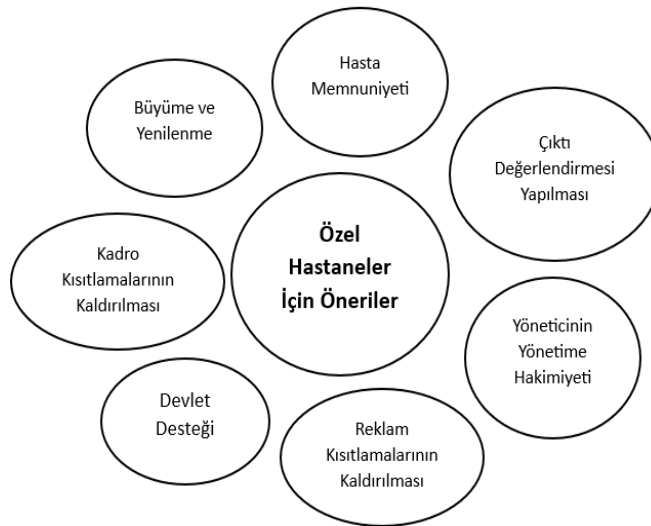 Hasta
Memnuniyeti
Büyüme ve
Yenilenme
Çıktı
Değerlendirmesi
Yapılması
Özel
Hastaneler
İçin Öneriler
Kadro
Kısıtlamalarının
Kaldırılması
Yöneticinin
Yönetime
Hakimiyeti
Devlet
Desteği
Reklam
Kısıtlamalarının
Kaldırılması